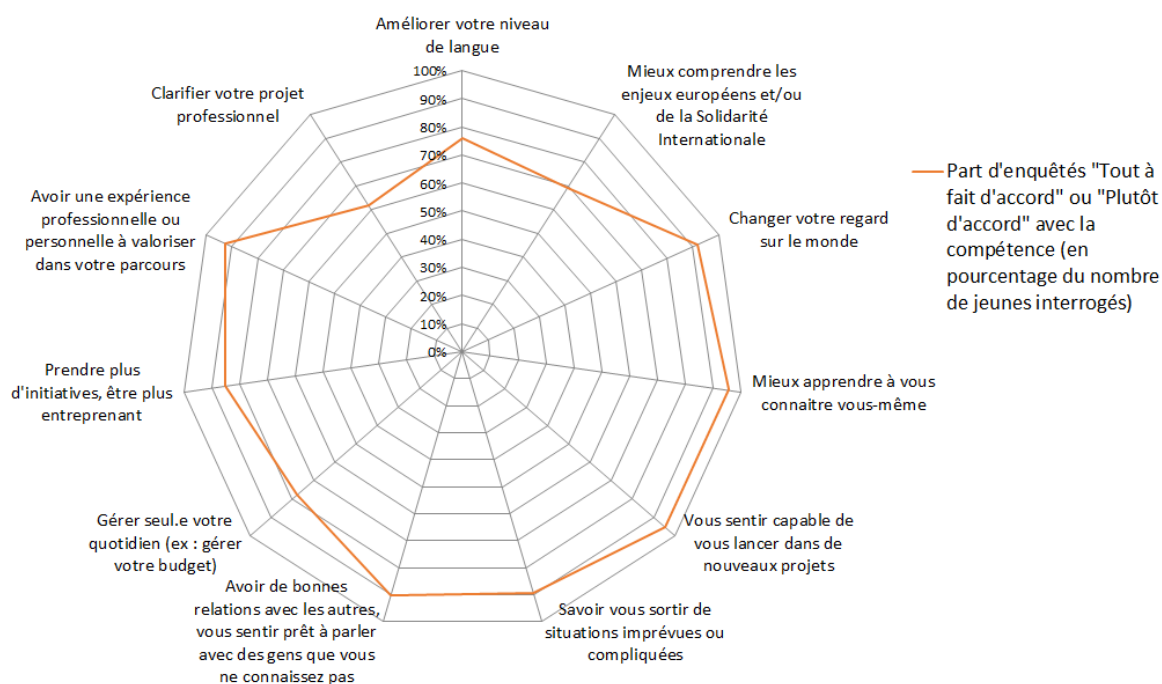 Améliorer votre niveau
de langue
100%
90%
80%
70%
60%
50%
40%
30%
20%
10%
0%
Mieux comprendre les
enjeux européens et/ou
de la Solidarité
Internationale
Changer votre regard
sur le monde
Mieux apprendre à vous
connaitre vous-même
Vous sentir capable de
vous lancer dans de
nouveaux projets
Savoir vous sortir de
situations imprévues ou
compliquées
Avoir de bonnes
relations avec les autres,
vous sentir prêt à parler
avec des gens que vous
ne connaissez pas
Gérer seul.e votre
quotidien (ex : gérer
votre budget)
Prendre plus
d'initiatives, être plus
entreprenant
Avoir une expérience
professionnelle ou
personnelle à valoriser
dans votre parcours
Clarifier votre projet
professionnel
Part d'enquêtés "Tout à
fait d'accord" ou "Plutôt
d'accord" avec la
compétence (en
pourcentage du nombre
de jeunes interrogés)